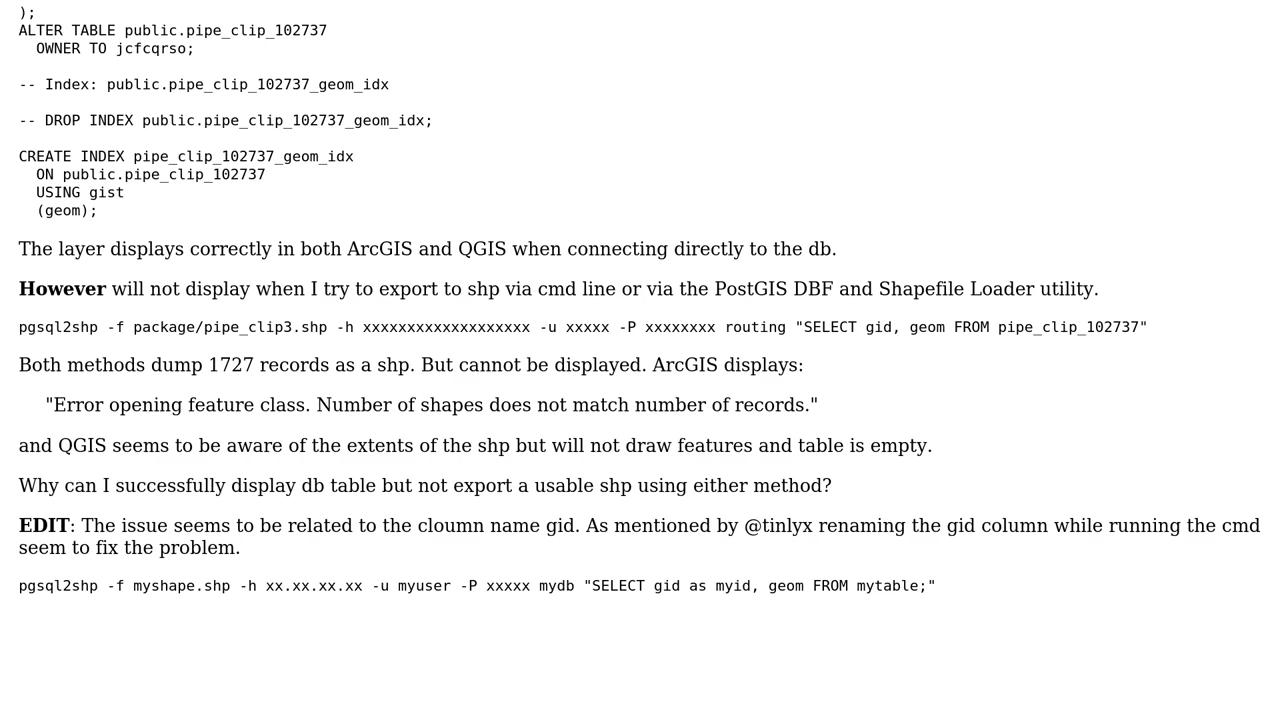 );
ALTER TABLE public.pipe_clip_102737
OWNER TO jcfcqrso;
-- Index: public.pipe_clip_102737_geom_idx
-- DROP INDEX public.pipe_clip_102737_geom_idx;
CREATE INDEX pipe_clip_102737_geom_idx
ON public.pipe_clip_102737
USING gist
(geom);
The layer displays correctly in both ArcGIS and QGIS when connecting directly to the db.
However will not display when I try to export to shp via cmd line or via the PostGIS DBF and Shapefile Loader utility.
pgsql2shp -f package/pipe_clip3.shp -h xxxxxxxxxxxxxxxxxxx -u xxxxx -P xxxxxxxx routing "SELECT gid, geom FROM pipe_clip_102737"
Both methods dump 1727 records as a shp. But cannot be displayed. ArcGIS displays:
"Error opening feature class. Number of shapes does not match number of records."
and QGIS seems to be aware of the extents of the shp but will not draw features and table is empty.
Why can I successfully display db table but not export a usable shp using either method?
EDIT: The issue seems to be related to the cloumn name gid. As mentioned by @tinlyx renaming the gid column while running the cmd
seem to fix the problem.
pgsql2shp -f myshape.shp -h xx.xx.xx.xx -u myuser -P xxxxx mydb "SELECT gid as myid, geom FROM mytable;"